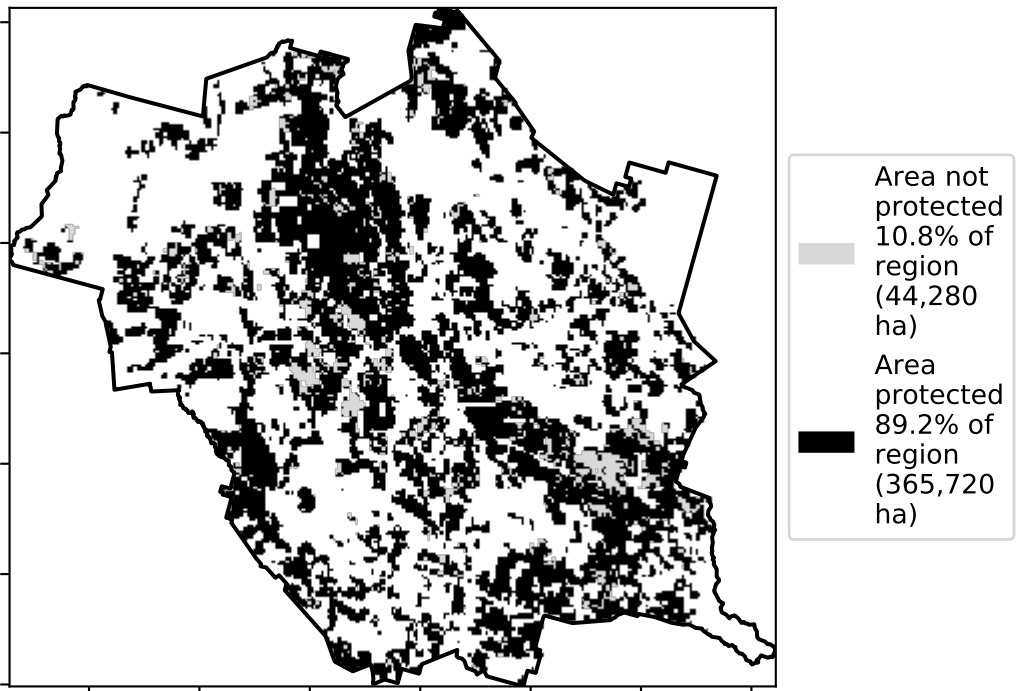 Area not
protected
10.8% of
region
(44,280
ha)
Area
protected
89.2% of
region
(365,720
ha)